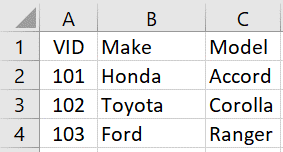 A B C
1 VID Make Model
2 101 Honda Accord
3 102 Toyota Corolla
4 103 Ford Ranger